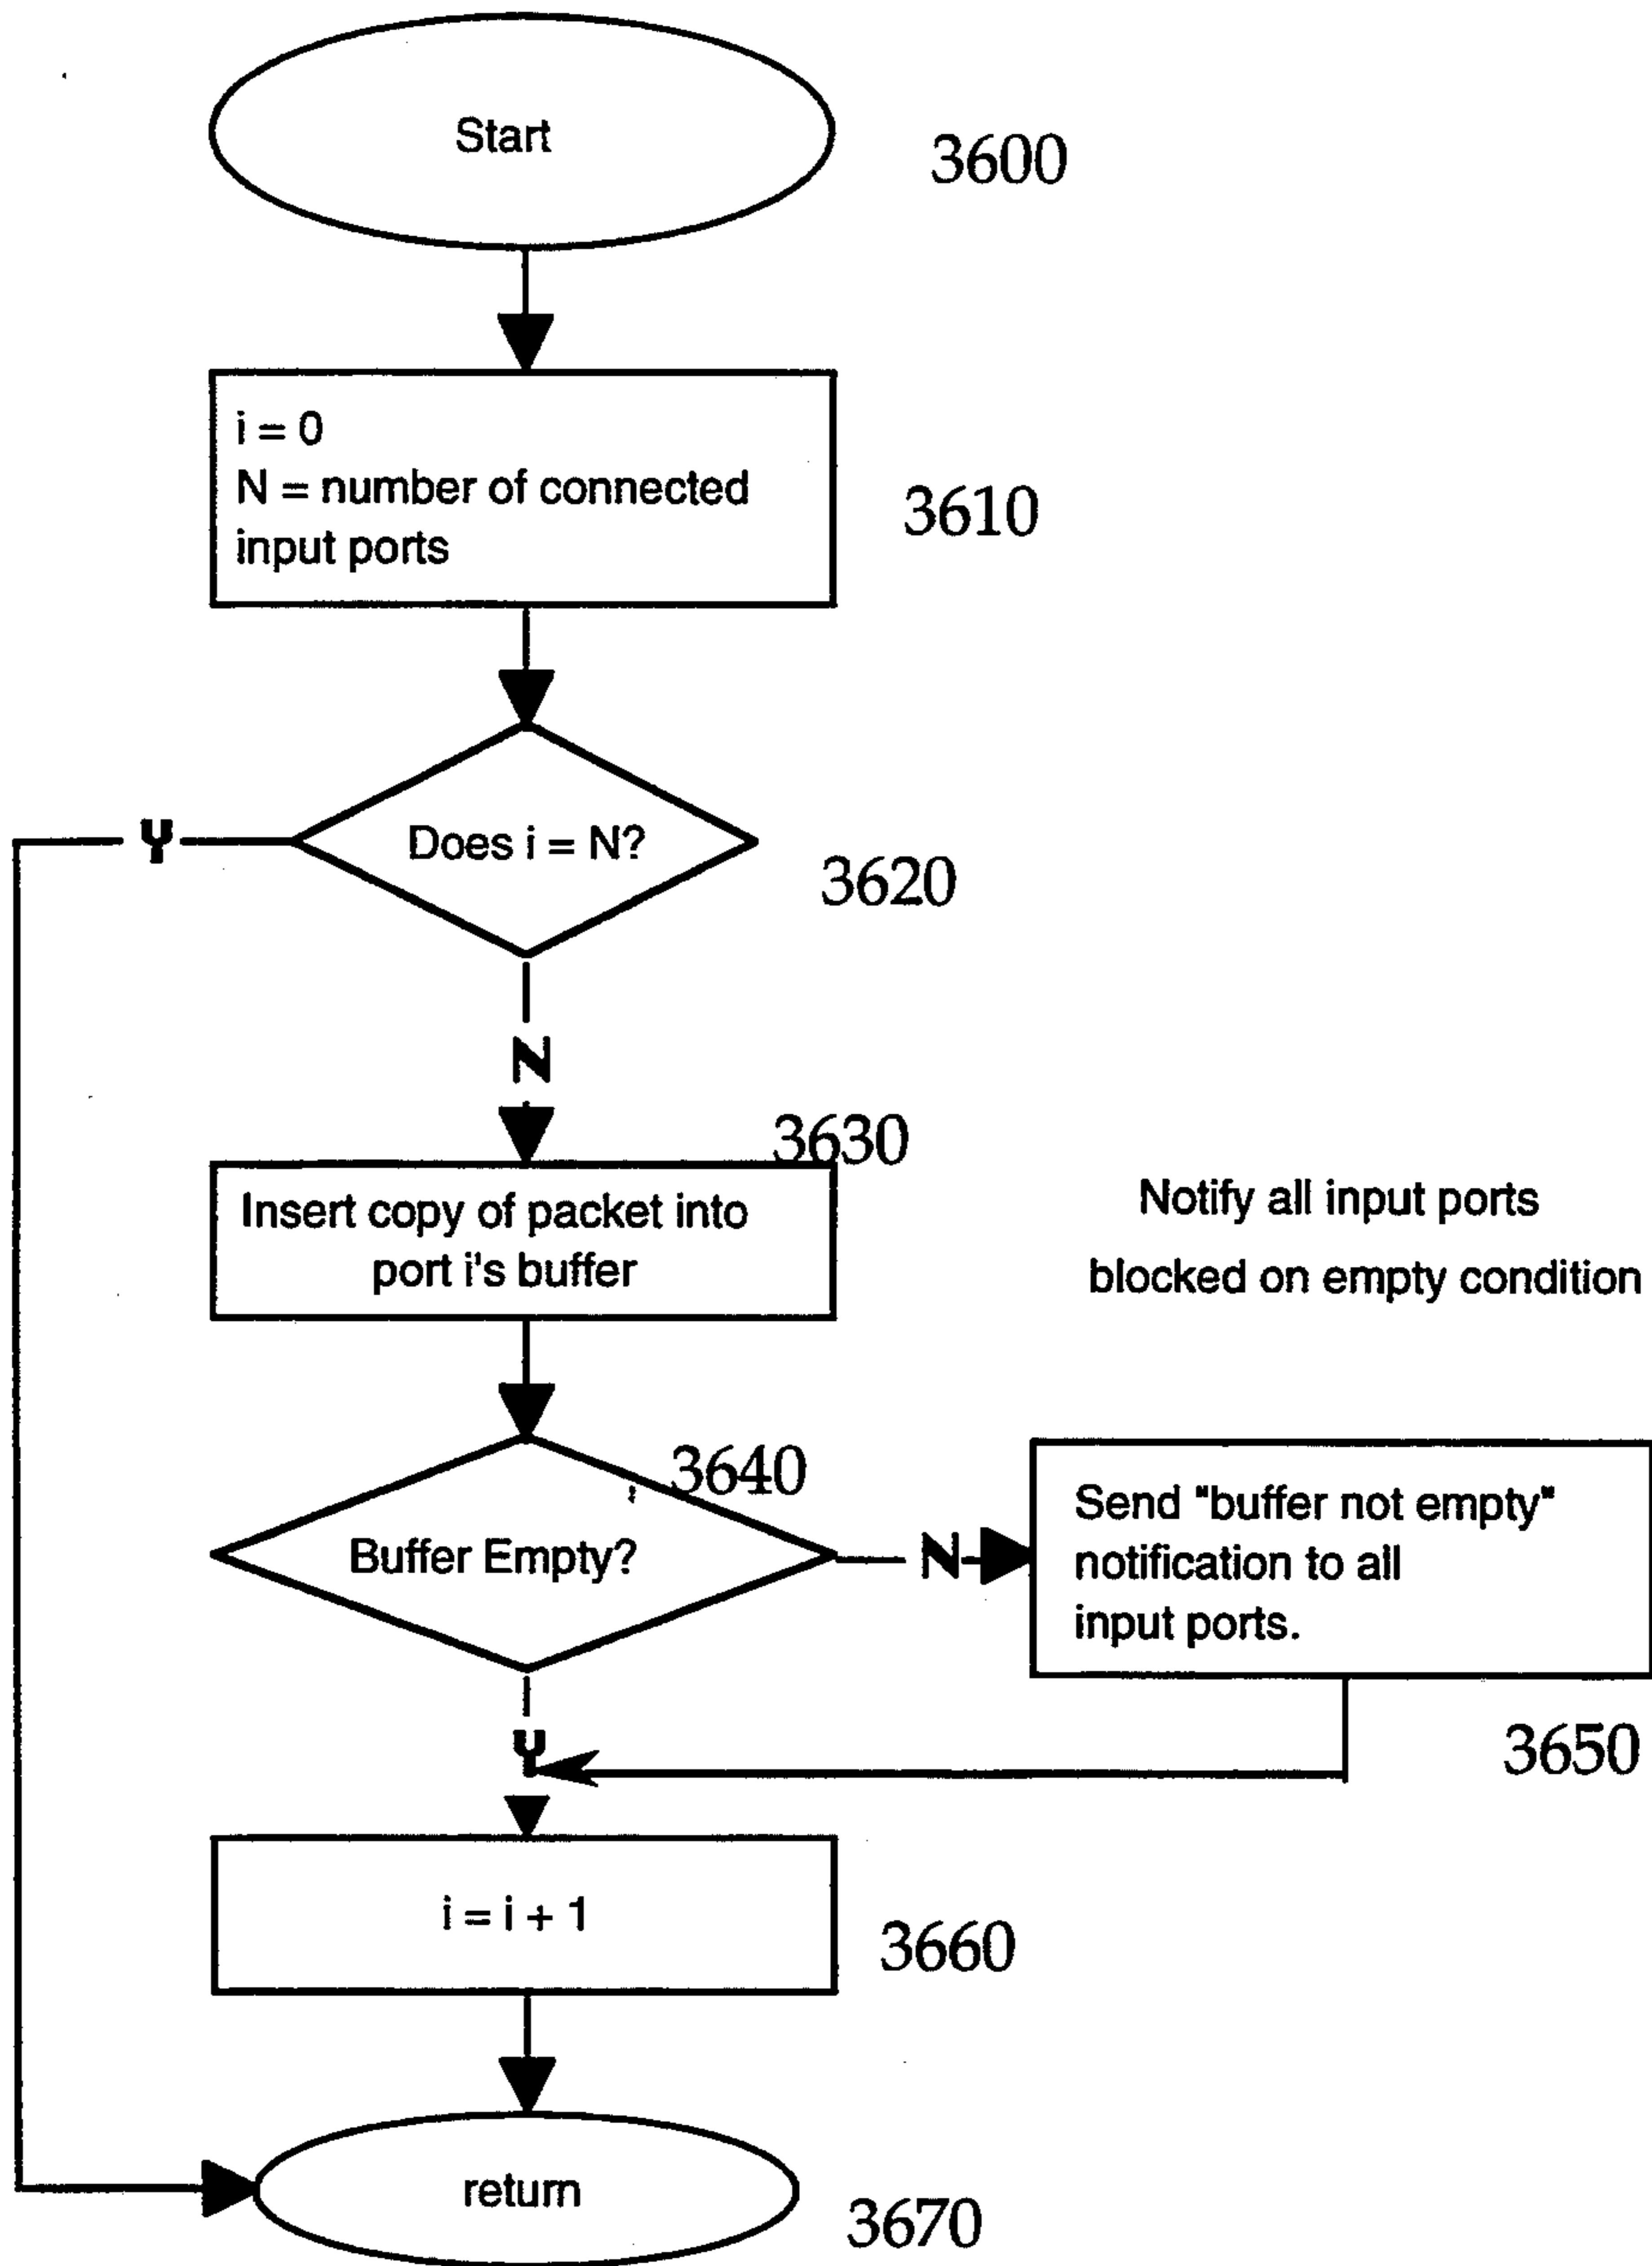 Start
3600
i = 0
N = number of connected
input ports
3610
Y
Does i = N?
3620
N
3630
Insert copy of packet into
port i's buffer
Notify all input ports
blocked on empty condition
3640
Buffer Empty?
N
Send "buffer not empty"
notification to all
input ports.
Y
3650
i = i + 1
3660
return
3670